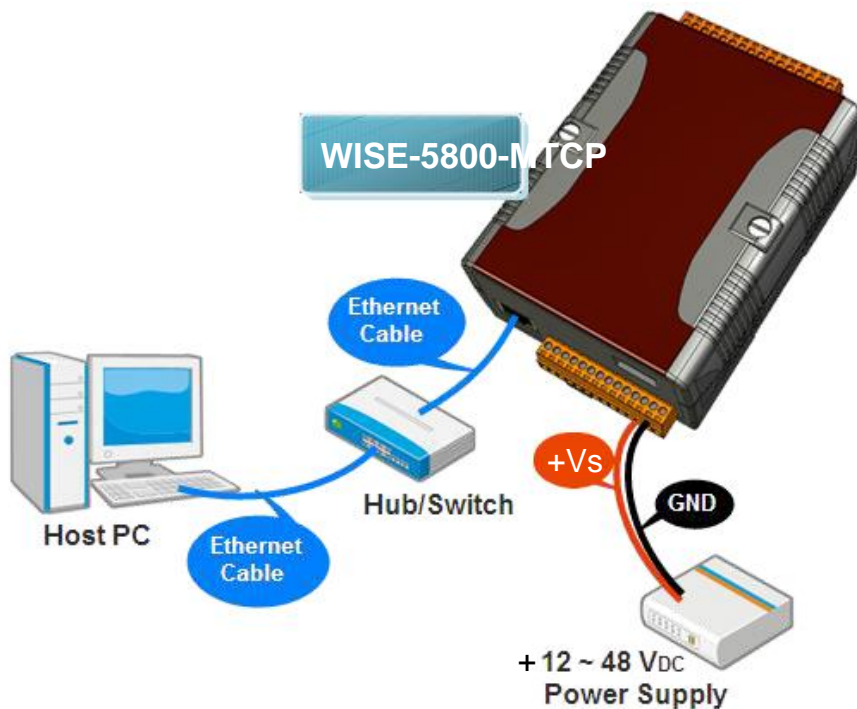 WISE-5800-MTCP
Ethernet
Cable
+Vs
Hub/Switch
GND
Host PC
Ethernet
Cable
+ 12 ~ 48 VDC
Power Supply